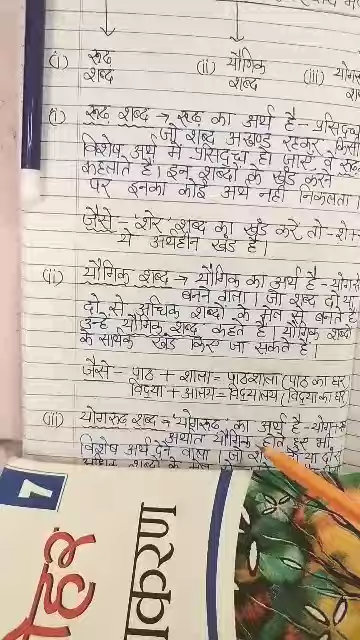 (i) रूढ़ (ii) यौगिक (iii) योग
शब्द शब्द
(i) रूढ़ शब्द → रूढ़ का अर्थ है - प्रसिद्ध
जो शब्द अखण्ड रहकर किसी
विशेष अर्थ में प्रसिद्ध हो जाए, वे रूढ़
कहलाते हैं। इन शब्दों के खंड करने
पर इनका कोई अर्थ नहीं निकलता।
जैसे - 'शेर' शब्द का खंड करें तो - शे+
ये अर्थहीन खंड हैं।
(ii) यौगिक शब्द → यौगिक का अर्थ है - योग
बनने वाला। जो शब्द दो या
दो से अधिक शब्दों के मेल से बनते हैं
उन्हें यौगिक शब्द कहते हैं। यौगिक शब्दों
के सार्थक खंड किए जा सकते हैं।
जैसे - पाठ + शाला = पाठशाला (पाठ का घर)
विद्या + आलय = विद्यालय (विद्या का घर)
(iii) योगरूढ़ शब्द → 'योगरूढ़' का अर्थ है - योग
अर्थात यौगिक होते हुए भी
विशेष अर्थ देने वाला। जो या दो से
7
करण